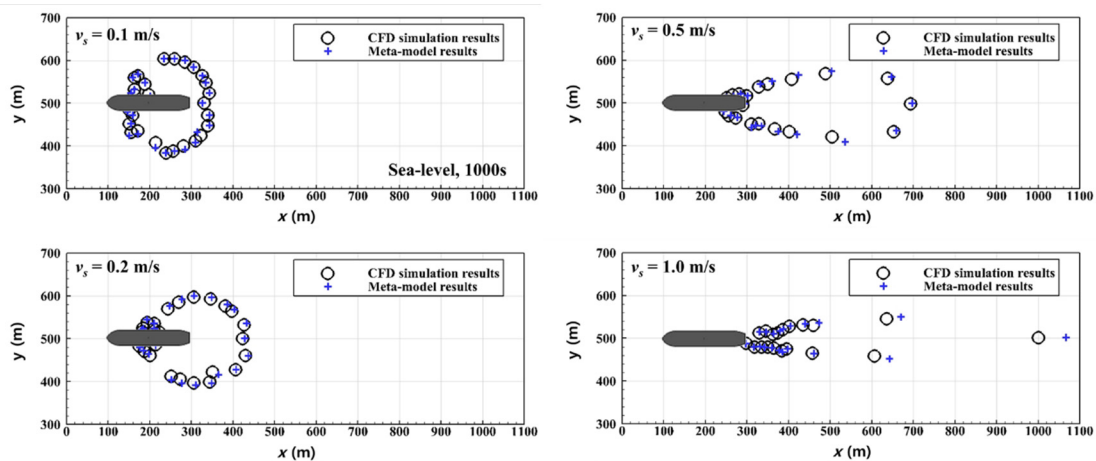 700
600
500
400
300
y (m)
vs = 0.1 m/s
CFD simulation results
Meta-model results
Sea-level, 1000s
0 100 200 300 400 500 600 700 800 900 1000 1100
x (m)
700
600
500
400
300
y (m)
vs = 0.5 m/s
CFD simulation results
Meta-model results
0 100 200 300 400 500 600 700 800 900 1000 1100
x (m)
700
600
500
400
300
y (m)
vs = 0.2 m/s
CFD simulation results
Meta-model results
0 100 200 300 400 500 600 700 800 900 1000 1100
x (m)
700
600
500
400
300
y (m)
vs = 1.0 m/s
CFD simulation results
Meta-model results
0 100 200 300 400 500 600 700 800 900 1000 1100
x (m)